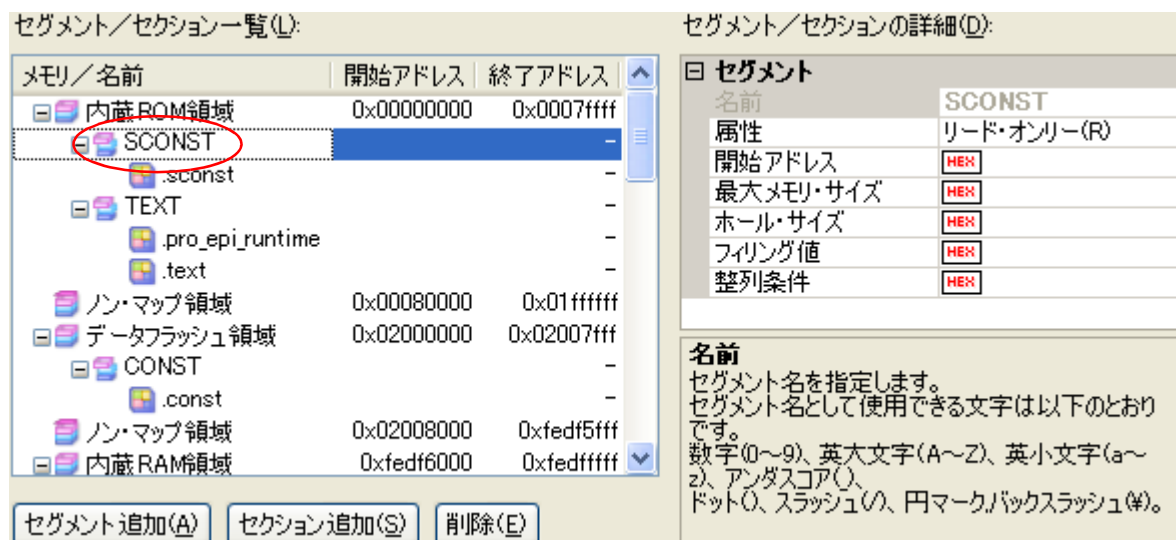 セグメント／セクション一覧(L):
メモリ／名前 開始アドレス 終了アドレス
内蔵ROM領域 0x00000000 0x0007ffff
SCONST -
.sconst -
TEXT -
.pro_epi_runtime -
.text -
ノン・マップ領域 0x00080000 0x01ffffff
データフラッシュ領域 0x02000000 0x02007fff
CONST -
.const -
ノン・マップ領域 0x02008000 0xfedf5fff
内蔵RAM領域 0xfedf6000 0xfedfffff
セグメント追加(A) セクション追加(S) 削除(E)
セグメント／セクションの詳細(D):
セグメント
名前 SCONST
属性 リード・オンリー(R)
開始アドレス HEX
最大メモリ・サイズ HEX
ホール・サイズ HEX
フィリング値 HEX
整列条件 HEX
名前
セグメント名を指定します。
セグメント名として使用できる文字は以下のとおり
です。
数字(0～9)、英大文字(A～Z)、英小文字(a～
z)、アンダスコア(_)、
ドット(.)、スラッシュ(/)、円マーク/バックスラッシュ(¥)。